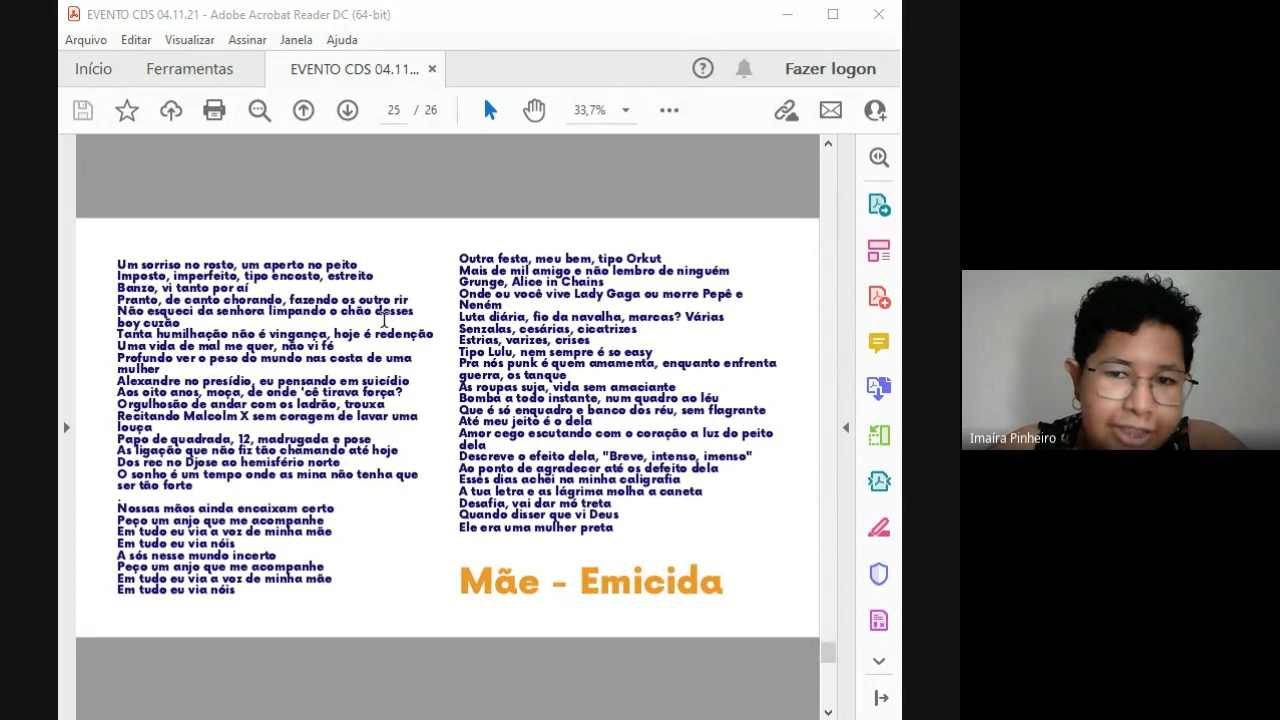 EVENTO CDS 04.11.21 - Adobe Acrobat Reader DC (64-bit)
Arquivo Editar Visualizar Assinar Janela Ajuda
Início Ferramentas EVENTO CDS 04.11... × Fazer logon
25 / 26 33,7%
Um sorriso no rosto, um aperto no peito
Imposto, imperfeito, tipo encosto, estreito
Banzo, vi tanto por aí
Pranto, de canto chorando, fazendo os outro rir
Não esqueci da senhora limpando o chão desses
boy cuzão
Tanta humilhação não é vingança, hoje é redenção
Uma vida de mal me quer, não vi fé
Profundo ver o peso do mundo nas costa de uma
mulher
Alexandre no presídio, eu pensando em suicídio
Aos oito anos, moça, de onde 'cê tirava força?
Orgulhosão de andar com os ladrão, trouxa
Recitando Malcolm X sem coragem de lavar uma
louça
Papo de quadrada, 12, madrugada e pose
As ligação que não fiz tão chamando até hoje
Dos rec no Djose ao hemisfério norte
O sonho é um tempo onde as mina não tenha que
ser tão forte
.
Nossas mãos ainda encaixam certo
Peço um anjo que me acompanhe
Em tudo eu via a voz de minha mãe
Em tudo eu via nóis
A sós nesse mundo incerto
Peço um anjo que me acompanhe
Em tudo eu via a voz de minha mãe
Em tudo eu via nóis
Outra festa, meu bem, tipo Orkut
Mais de mil amigo e não lembro de ninguém
Grunge, Alice in Chains
Onde ou você vive Lady Gaga ou morre Pepê e
Neném
Luta diária, fio da navalha, marcas? Várias
Senzalas, cesárias, cicatrizes
Estrias, varizes, crises
Tipo Lulu, nem sempre é so easy
Pra nós punk é quem amamenta, enquanto enfrenta
guerra, os tanque
As roupas suja, vida sem amaciante
Bomba a todo instante, num quadro ao léu
Que é só enquadro e banco dos réu, sem flagrante
Até meu jeito é o dela
Amor cego escutando com o coração a luz do peito
dela
Descreve o efeito dela, "Breve, intenso, imenso"
Ao ponto de agradecer até os defeito dela
Esses dias achei na minha caligrafia
A tua letra e as lágrima molha a caneta
Desafia, vai dar mó treta
Quando disser que vi Deus
Ele era uma mulher preta
Mãe - Emicida
Imaíra Pinheiro